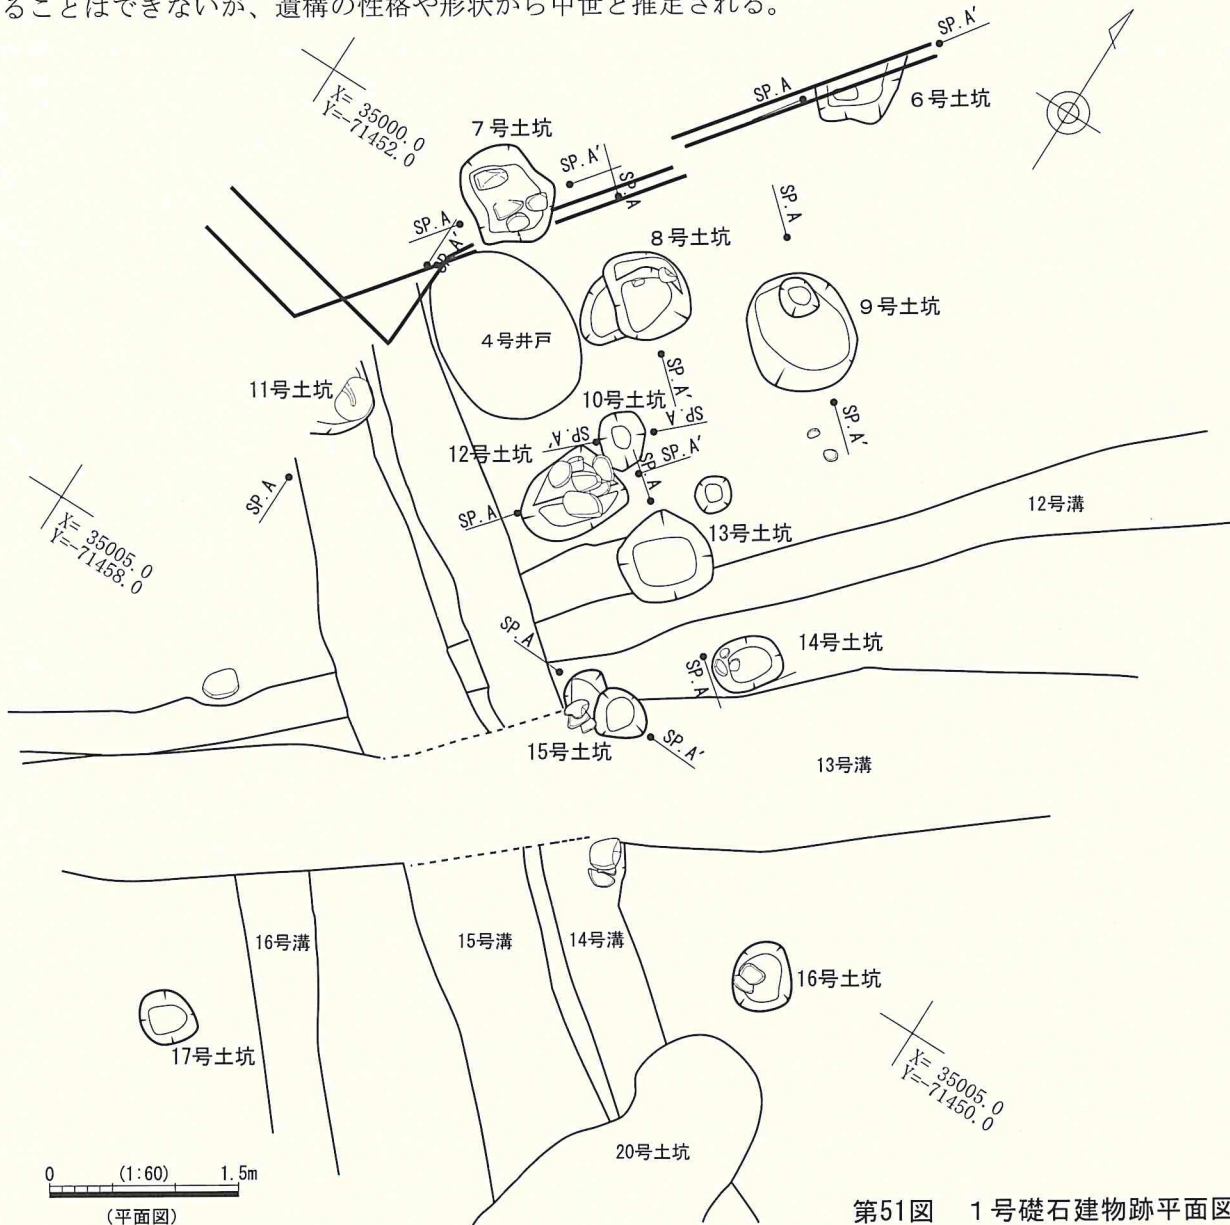 ることはできないが、遺構の性格や形状から中世と推定される。
SP.A'
SP.A
6号土坑
X= 35000.0
Y=-71452.0
7号土坑
SP.A'
SP.A
SP.A
SP.A
SP.A'
8号土坑
9号土坑
4号井戸
11号土坑
SP.A'
10号土坑
SP.A
SP.A'
SP.A'
12号土坑
SP.A'
SP.A
SP.A
SP.A
X= 35005.0
Y=-71458.0
12号溝
13号土坑
SP.A
14号土坑
SP.A
15号土坑
SP.A'
13号溝
16号溝
15号溝
14号溝
16号土坑
17号土坑
X= 35005.0
Y=-71450.0
20号土坑
0 (1:60) 1.5m
(平面図)
第51図 1号礎石建物跡平面図